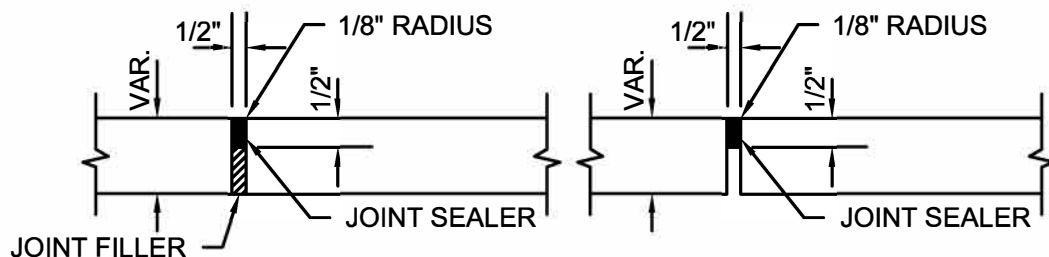 1/2"
1/8" RADIUS
VAR.
1/2"
JOINT SEALER
JOINT FILLER
1/2"
1/8" RADIUS
VAR.
1/2"
JOINT SEALER